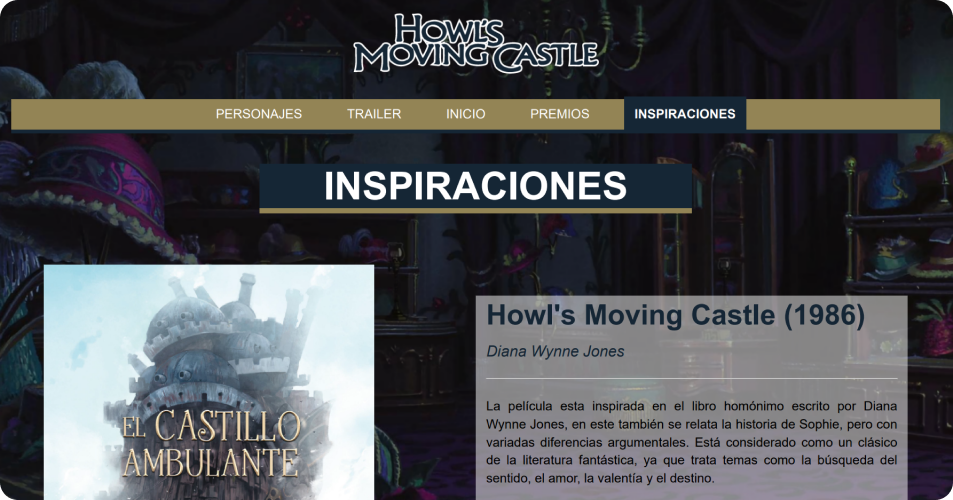 HOWL'S
MOVING CASTLE
PERSONAJES TRAILER INICIO PREMIOS INSPIRACIONES
INSPIRACIONES
EL CASTILLO
AMBULANTE
Howl's Moving Castle (1986)
Diana Wynne Jones
La película esta inspirada en el libro homónimo escrito por Diana
Wynne Jones, en este también se relata la historia de Sophie, pero con
variadas diferencias argumentales. Está considerado como un clásico
de la literatura fantástica, ya que trata temas como la búsqueda del
sentido, el amor, la valentía y el destino.